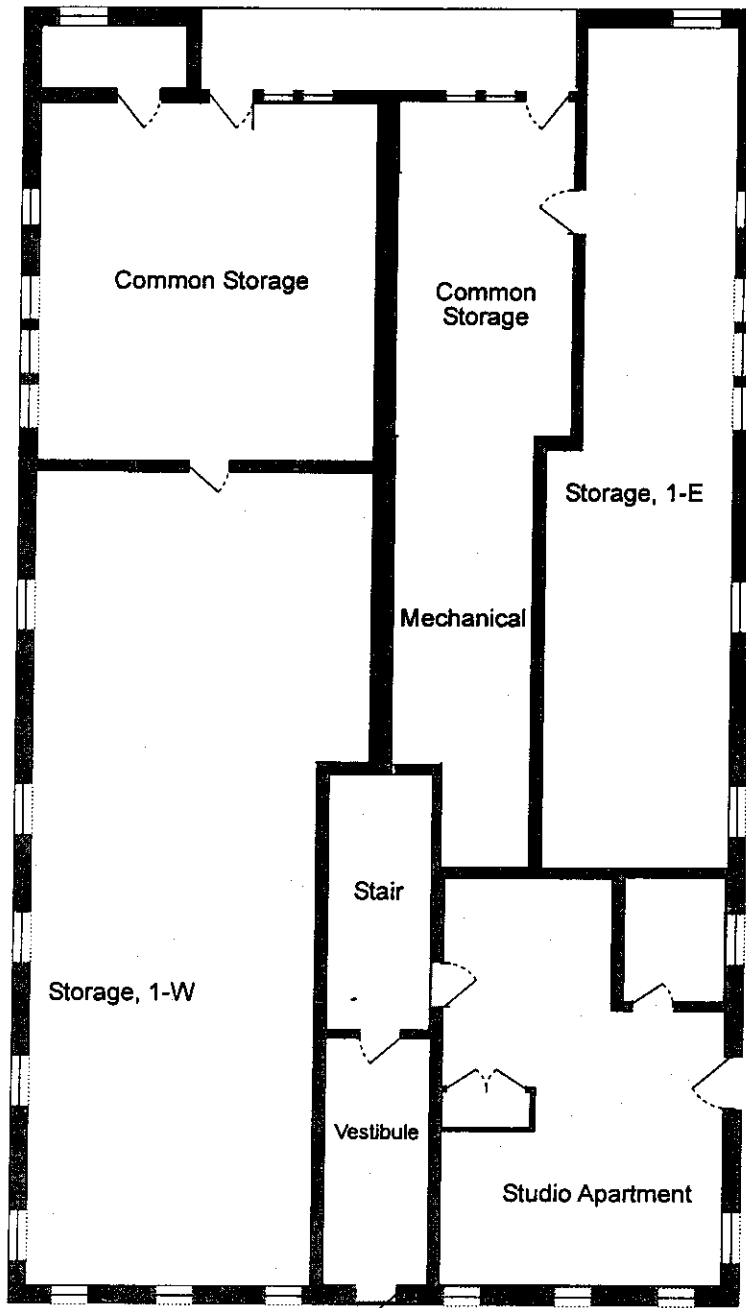 Common Storage
Common
Storage
Storage, 1-E
Mechanical
Stair
Storage, 1-W
Vestibule
Studio Apartment